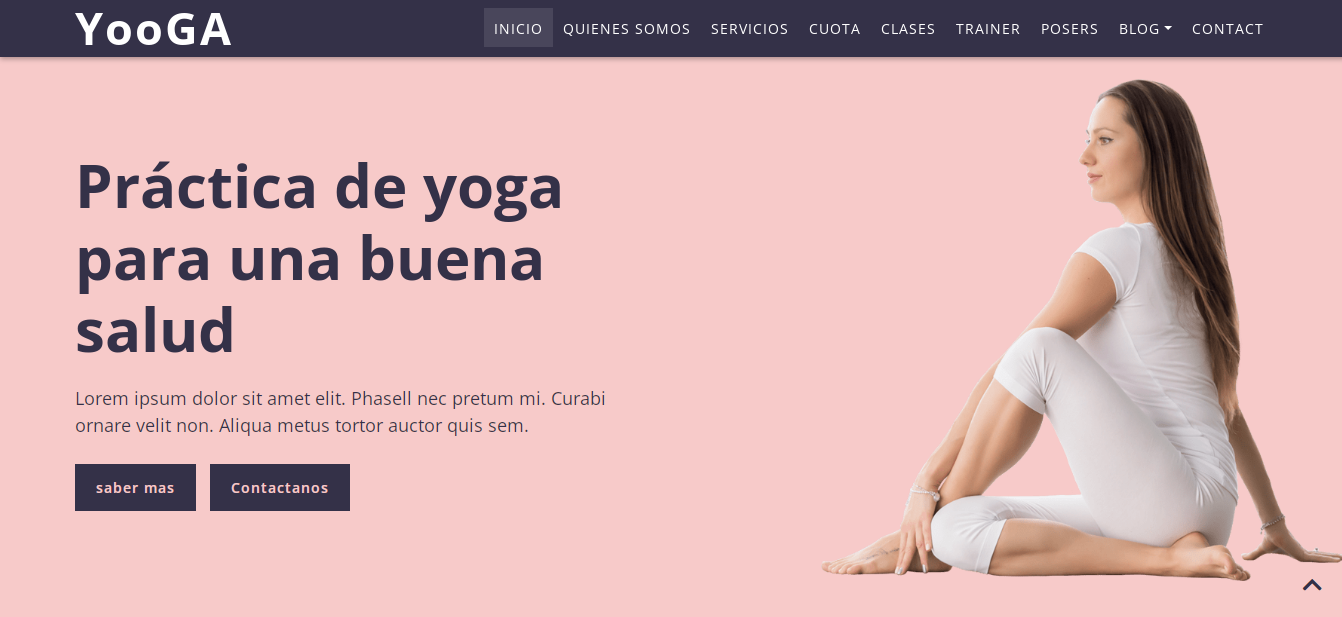 YooGA
INICIO QUIENES SOMOS SERVICIOS CUOTA CLASES TRAINER POSERS BLOG CONTACT
Práctica de yoga
para una buena
salud
Lorem ipsum dolor sit amet elit. Phasell nec pretum mi. Curabi
ornare velit non. Aliqua metus tortor auctor quis sem.
saber mas Contactanos